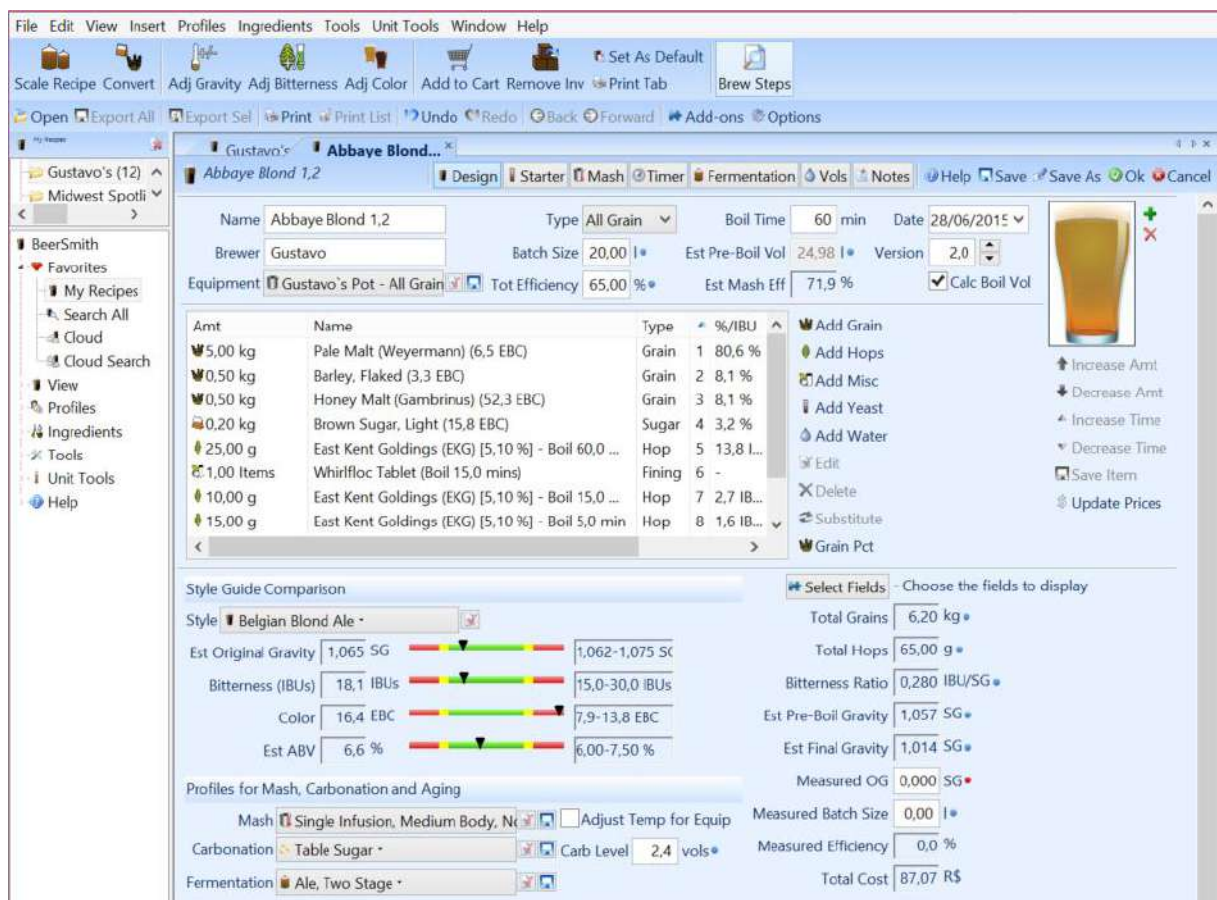 File Edit View Insert Profiles Ingredients Tools Unit Tools Window Help
Set As Default
Scale Recipe Convert Adj Gravity Adj Bitterness Adj Color Add to Cart Remove Inv Print Tab Brew Steps
Open Export All Export Sel Print Print List Undo Redo Back Forward Add-ons Options
My Recipes
Gustavo's (12)
Midwest Spotli
BeerSmith
Favorites
My Recipes
Search All
Cloud
Cloud Search
View
Profiles
Ingredients
Tools
Unit Tools
Help
Gustavo's Abbaye Blond...
Abbaye Blond 1,2 Design Starter Mash Timer Fermentation Vols Notes Help Save Save As Ok Cancel
Name Abbaye Blond 1,2 Type All Grain Boil Time 60 min Date 28/06/2015
Brewer Gustavo Batch Size 20,00 l Est Pre-Boil Vol 24,98 l Version 2,0
Equipment Gustavo`s Pot - All Grain Tot Efficiency 65,00 % Est Mash Eff 71,9 % Calc Boil Vol
Amt Name Type %/IBU
5,00 kg Pale Malt (Weyermann) (6,5 EBC) Grain 1 80,6 %
0,50 kg Barley, Flaked (3,3 EBC) Grain 2 8,1 %
0,50 kg Honey Malt (Gambrinus) (52,3 EBC) Grain 3 8,1 %
0,20 kg Brown Sugar, Light (15,8 EBC) Sugar 4 3,2 %
25,00 g East Kent Goldings (EKG) [5,10 %] - Boil 60,0 ... Hop 5 13,8 I...
1,00 Items Whirlfloc Tablet (Boil 15,0 mins) Fining 6 -
10,00 g East Kent Goldings (EKG) [5,10 %] - Boil 15,0 ... Hop 7 2,7 IB...
15,00 g East Kent Goldings (EKG) [5,10 %] - Boil 5,0 min Hop 8 1,6 IB...
Add Grain
Add Hops
Add Misc
Add Yeast
Add Water
Edit
Delete
Substitute
Grain Pct
Increase Amt
Decrease Amt
Increase Time
Decrease Time
Save Item
Update Prices
Style Guide Comparison
Style Belgian Blond Ale
Est Original Gravity 1,065 SG 1,062-1,075 SG
Bitterness (IBUs) 18,1 IBUs 15,0-30,0 IBUs
Color 16,4 EBC 7,9-13,8 EBC
Est ABV 6,6 % 6,00-7,50 %
Profiles for Mash, Carbonation and Aging
Mash Single Infusion, Medium Body, No Adjust Temp for Equip
Carbonation Table Sugar Carb Level 2,4 vols
Fermentation Ale, Two Stage
Select Fields - Choose the fields to display
Total Grains 6,20 kg
Total Hops 65,00 g
Bitterness Ratio 0,280 IBU/SG
Est Pre-Boil Gravity 1,057 SG
Est Final Gravity 1,014 SG
Measured OG 0,000 SG
Measured Batch Size 0,00 l
Measured Efficiency 0,0 %
Total Cost 87,07 R$